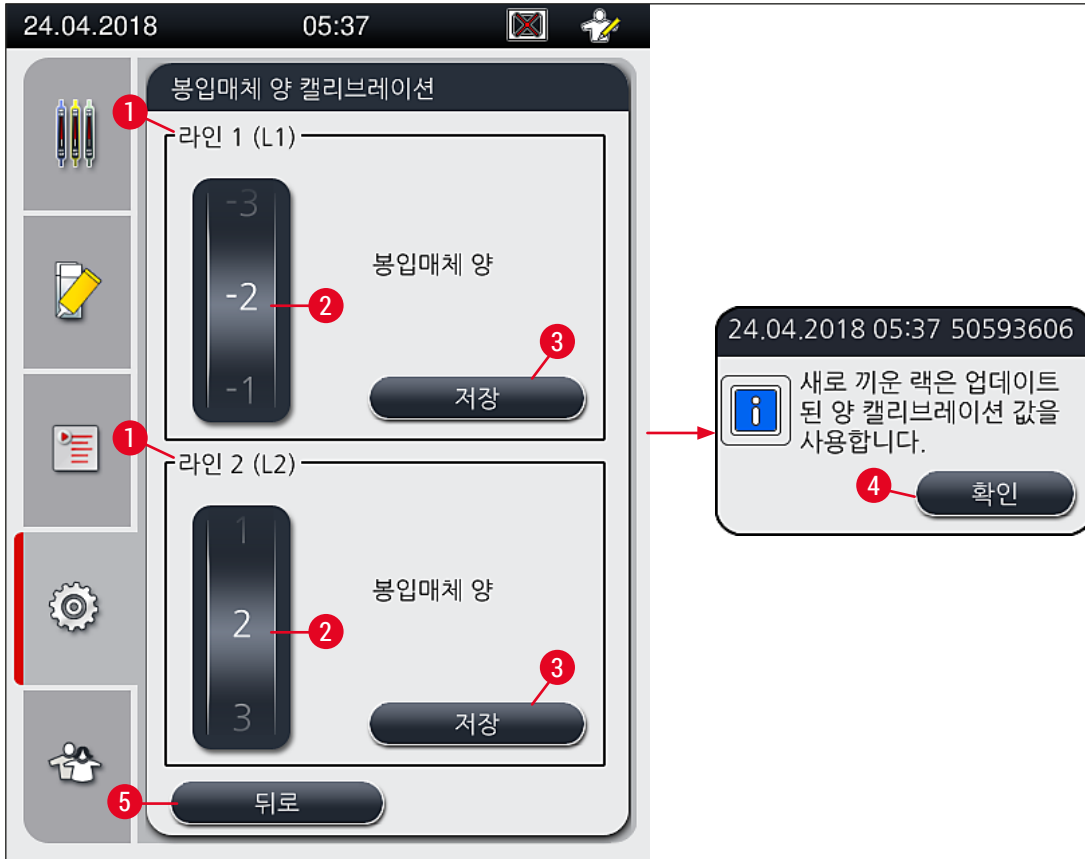 24.04.2018 05:37
봉입매체 양 캘리브레이션
1
라인 1 (L1)
-3
-2
-1
2
봉입매체 양
3
저장
1
라인 2 (L2)
1
2
3
2
봉입매체 양
3
저장
5
뒤로
24.04.2018 05:37 50593606
새로 끼운 랙은 업데이트
된 양 캘리브레이션 값을
사용합니다.
4
확인